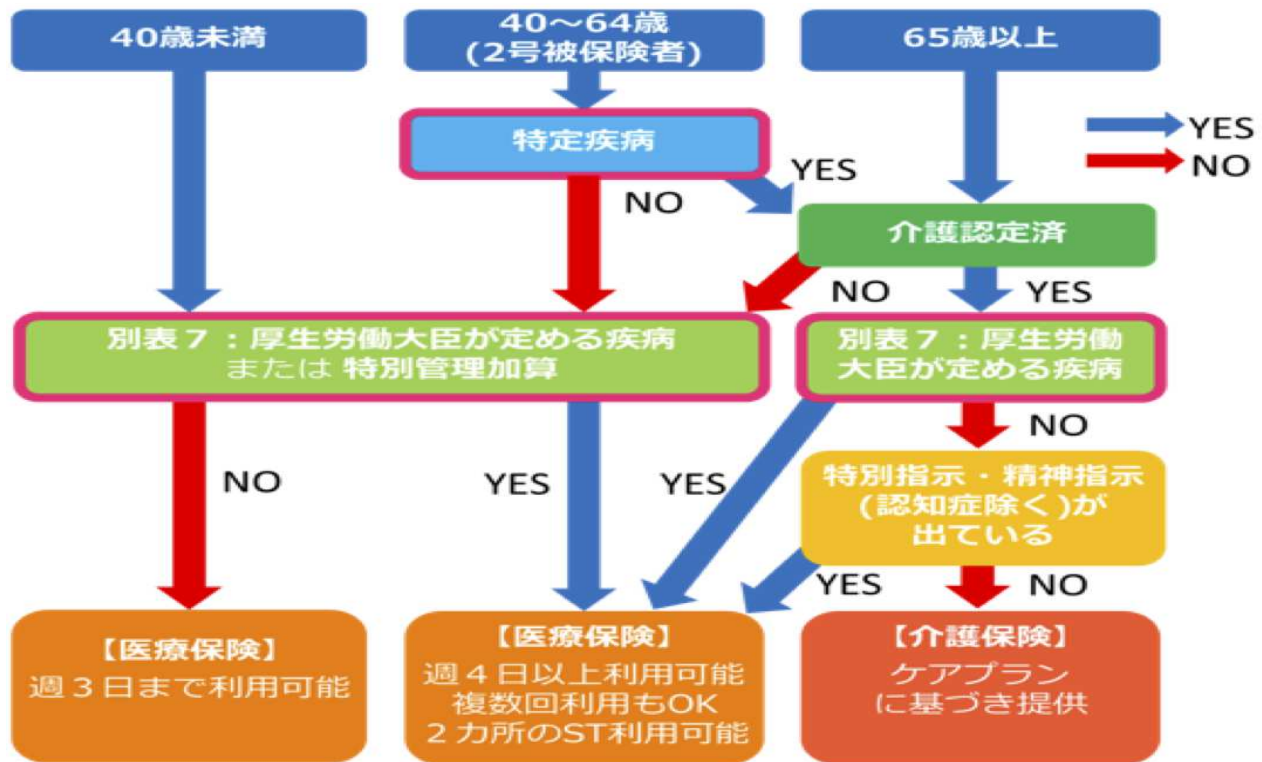 40歳未満
40～64歳
(2号被保険者)
65歳以上
YES
NO
特定疾病
YES
NO
介護認定済
NO
YES
別表７：厚生労働大臣が定める疾病
または 特別管理加算
別表７：厚生労働
大臣が定める疾病
NO
NO
YES
YES
特別指示・精神指示
(認知症除く)が
出ている
YES
NO
【医療保険】
週３日まで利用可能
【医療保険】
週４日以上利用可能
複数回利用もOK
２カ所のST利用可能
【介護保険】
ケアプラン
に基づき提供